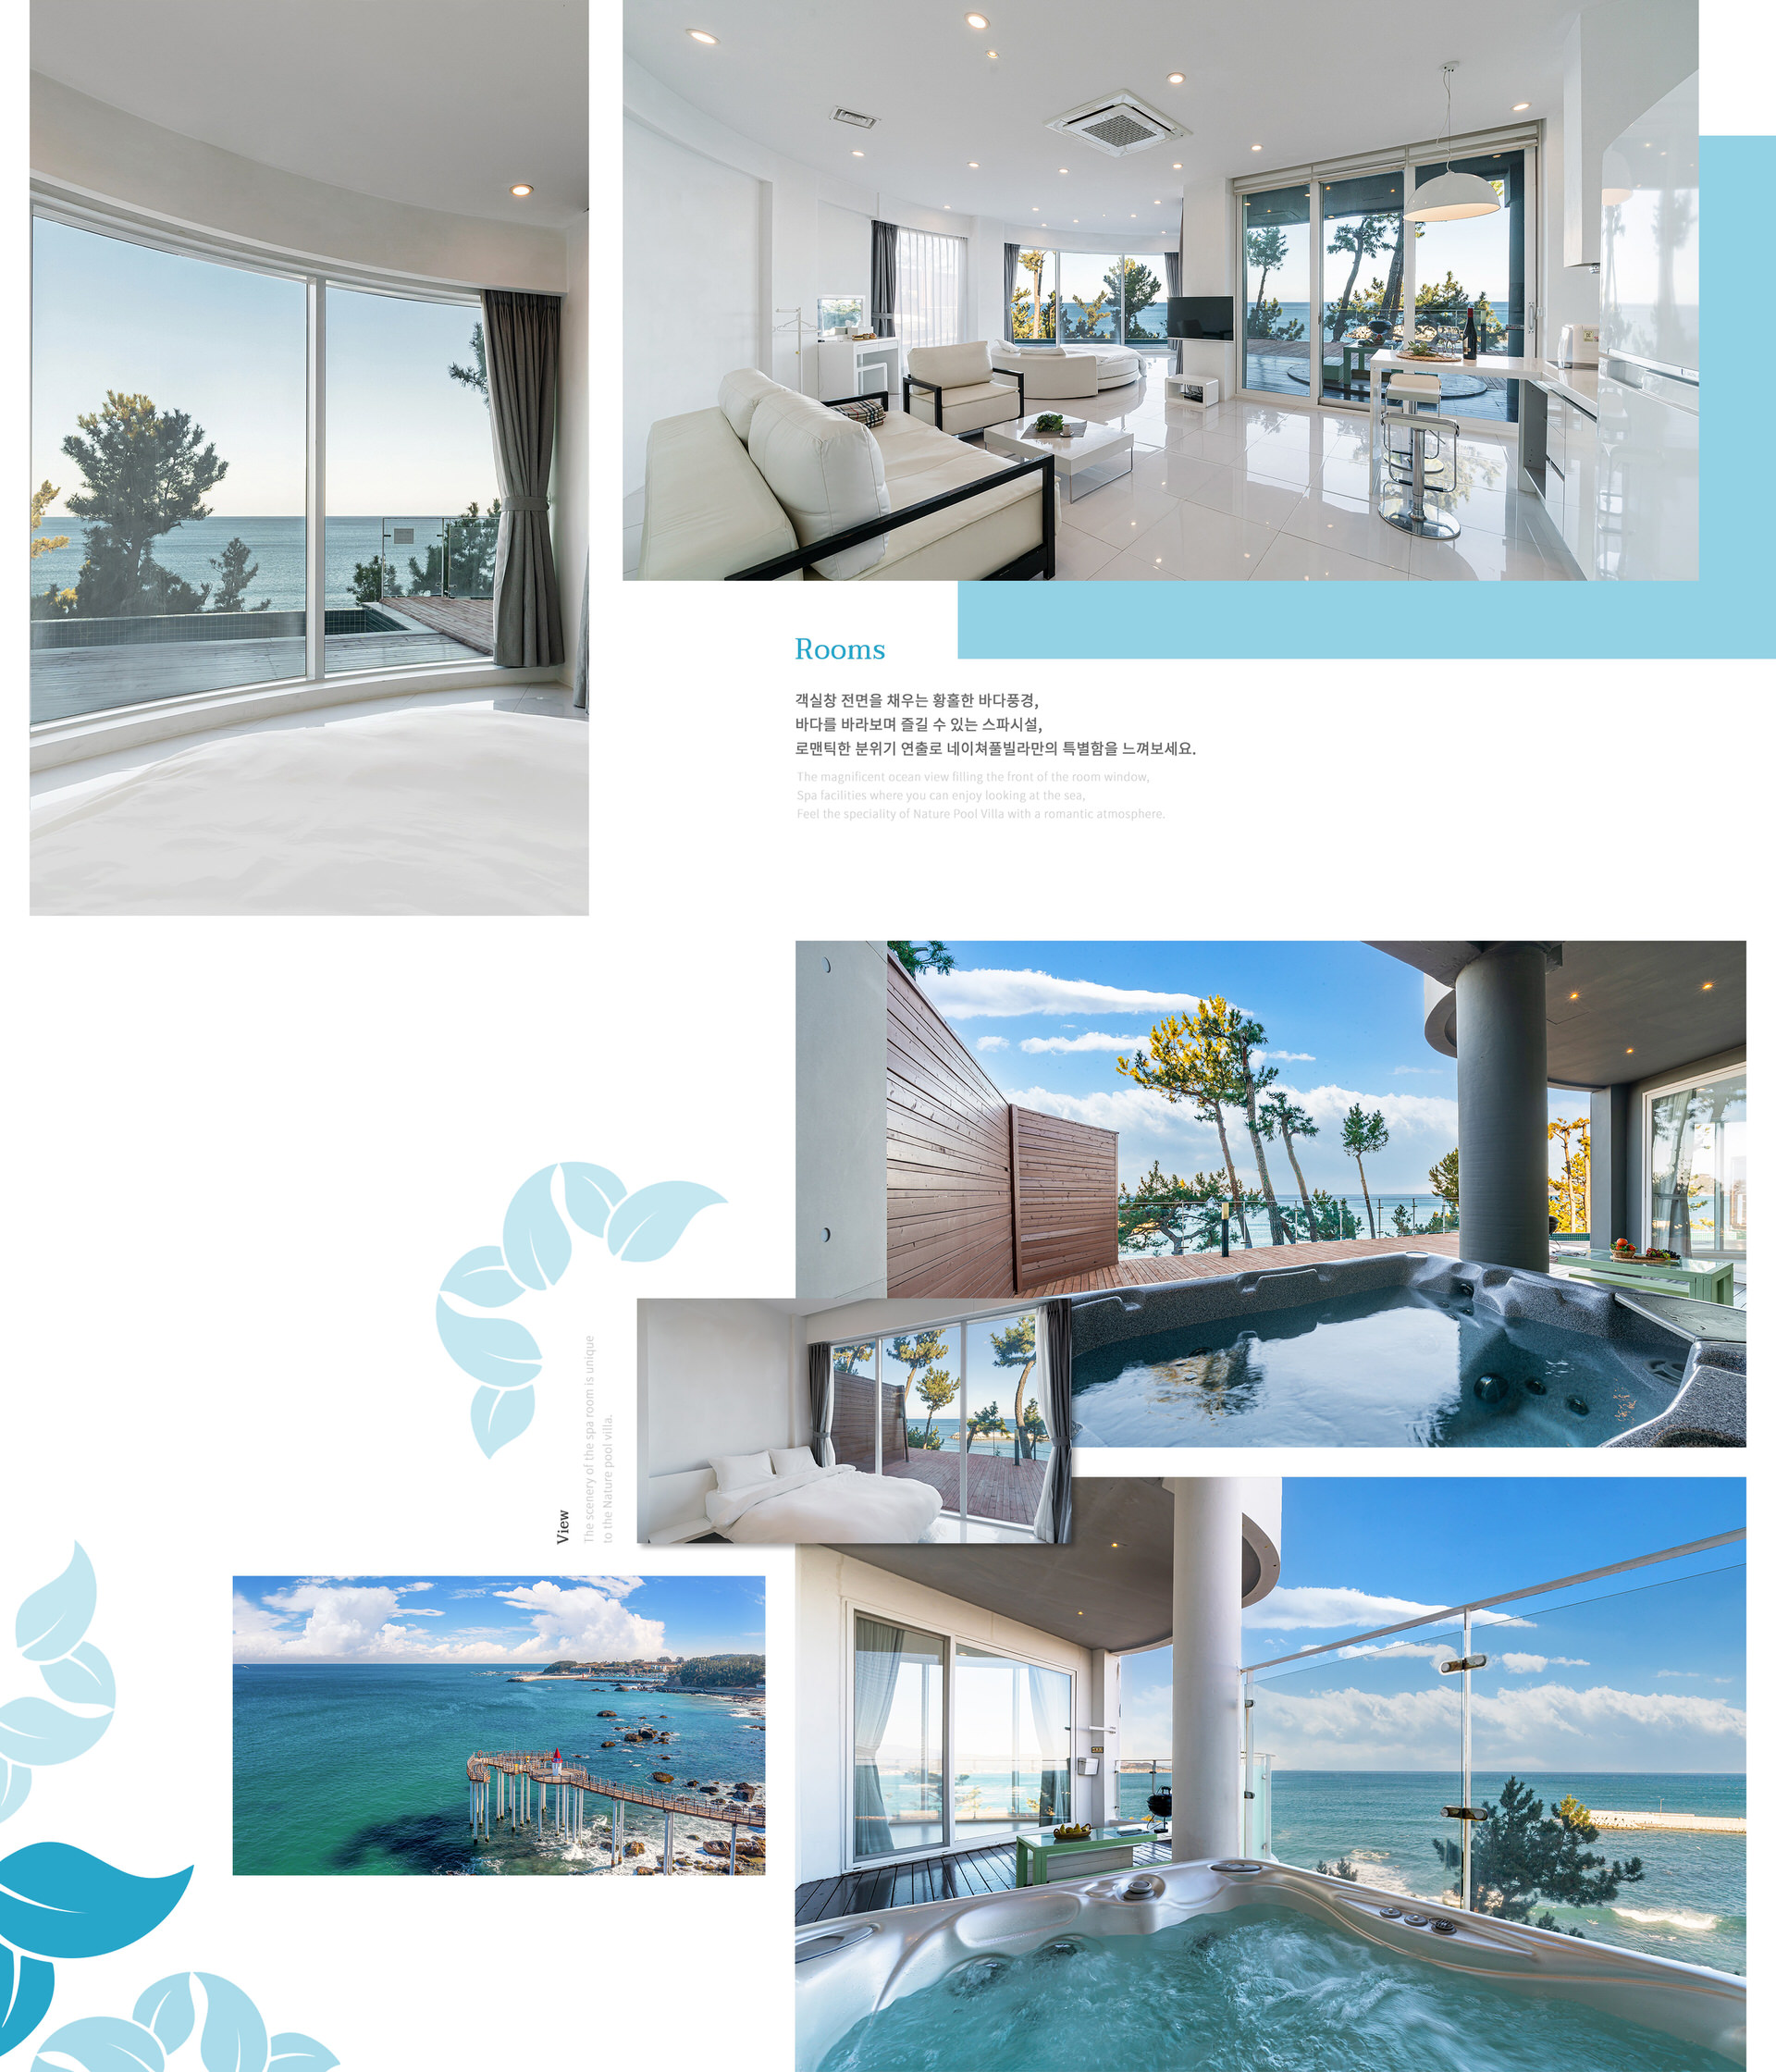 Rooms
객실창 전면을 채우는 황홀한 바다풍경,
바다를 바라보며 즐길 수 있는 스파시설,
로맨틱한 분위기 연출로 네이쳐풀빌라만의 특별함을 느껴보세요.
The magnificent ocean view filling the front of the room window,
Spa facilities where you can enjoy looking at the sea,
Feel the speciality of Nature Pool Villa with a romantic atmosphere.
View
The scenery of the spa room is unique
to the Nature pool villa.